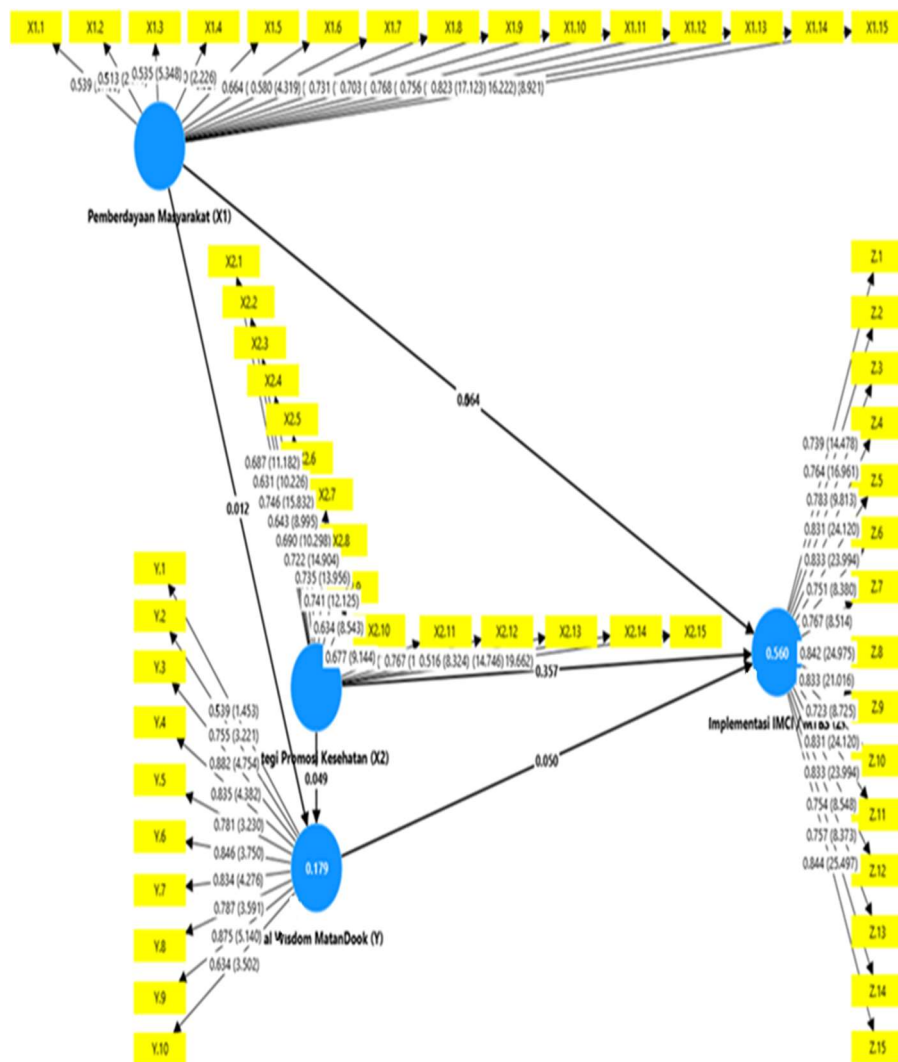 X1.1 X1.2 X1.3 X1.4 X1.5 X1.6 X1.7 X1.8 X1.9 X1.10 X1.11 X1.12 X1.13 X1.14 X1.15
0.539 0.513 0.535 (5.348) (2.226) 0.664 ( 0.580 (4.319) ( 0.731 ( 0.703 ( 0.768 ( 0.756 ( 0.823 (17.123) 16.222) (8.921)
Pemberdayaan Masyarakat (X1)
X2.1
X2.2
X2.3
X2.4
X2.5
X2.7
0.687 (11.182)
0.631 (10.226)
0.746 (15.832)
0.643 (8.995)
0.690 (10.298)
0.722 (14.904)
0.735 (13.956)
0.741 (12.125)
0.634 (8.543)
X2.10 X2.11 X2.12 X2.13 X2.14 X2.15
0.677 (9.144) 0.767 (1 0.516 (8.324) (14.746) 19.662)
0.012
0.357
0.049
0.050
tegi Promosi Kesehatan (X2)
Y.1
Y.2
Y.3
Y.4
Y.5
Y.6
Y.7
Y.8
Y.9
Y.10
0.539 (1.453)
0.755 (3.221)
0.882 (4.754)
0.835 (4.382)
0.781 (3.230)
0.846 (3.750)
0.834 (4.276)
0.787 (3.591)
0.875 (5.140)
0.634 (3.502)
0.179
al Wisdom MatanDook (Y)
0.560
Implementasi IMCI
Z.1
Z.2
Z.3
Z.4
Z.5
Z.6
Z.7
Z.8
Z.9
Z.10
Z.11
Z.12
Z.13
Z.14
Z.15
0.739 (14.478)
0.764 (16.961)
0.783 (9.813)
0.831 (24.120)
0.833 (23.994)
0.751 (8.380)
0.767 (8.514)
0.842 (24.975)
0.833 (21.016)
0.723 (8.725)
0.831 (24.120)
0.833 (23.994)
0.754 (8.548)
0.757 (8.373)
0.844 (25.497)